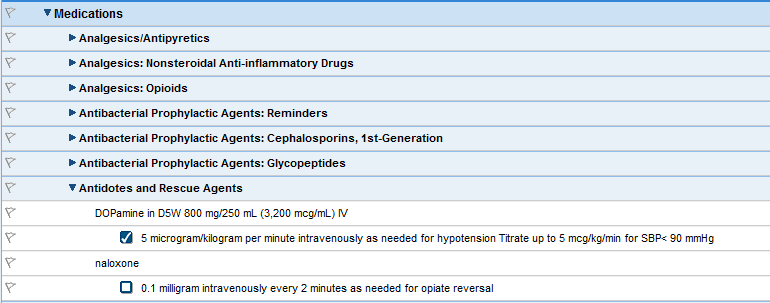 Medications
Analgesics/Antipyretics
Analgesics: Nonsteroidal Anti-inflammatory Drugs
Analgesics: Opioids
Antibacterial Prophylactic Agents: Reminders
Antibacterial Prophylactic Agents: Cephalosporins, 1st-Generation
Antibacterial Prophylactic Agents: Glycopeptides
Antidotes and Rescue Agents
DOPamine in D5W 800 mg/250 mL (3,200 mcg/mL) IV
5 microgram/kilogram per minute intravenously as needed for hypotension Titrate up to 5 mcg/kg/min for SBP< 90 mmHg
naloxone
0.1 milligram intravenously every 2 minutes as needed for opiate reversal